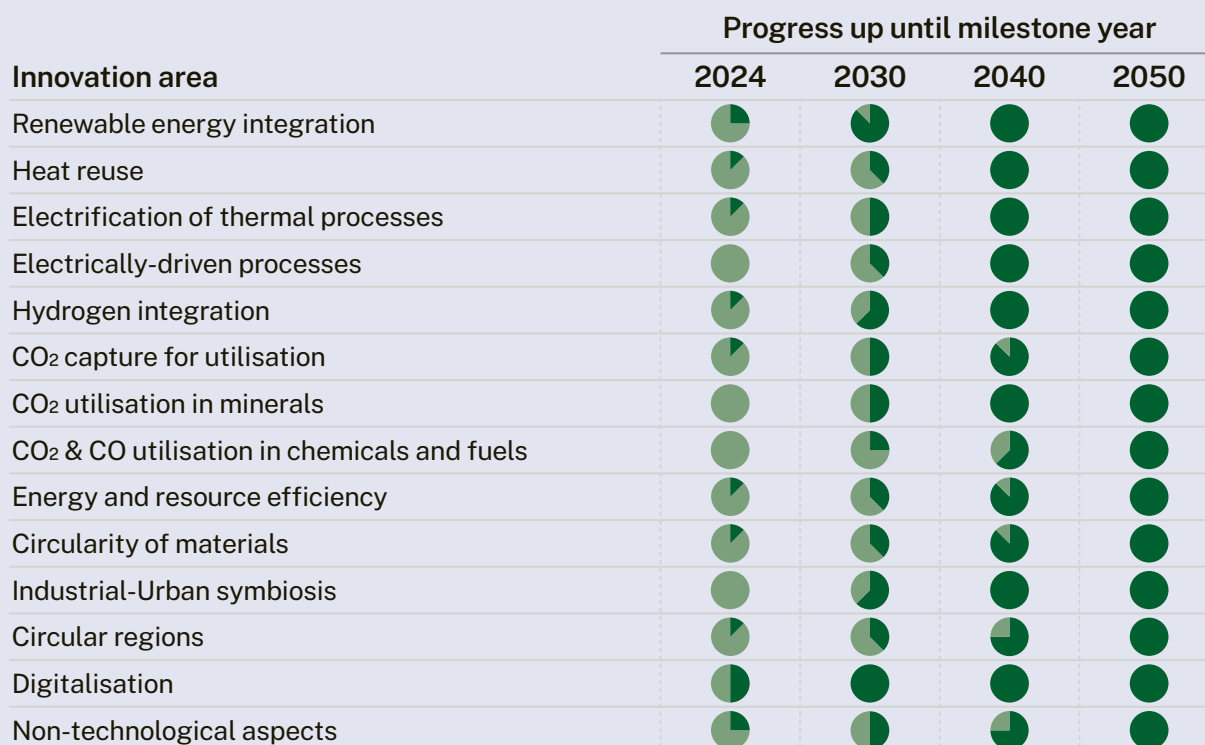 Progress up until milestone year
Innovation area 2024 2030 2040 2050
Renewable energy integration
Heat reuse
Electrification of thermal processes
Electrically-driven processes
Hydrogen integration
CO₂ capture for utilisation
CO₂ utilisation in minerals
CO₂ & CO utilisation in chemicals and fuels
Energy and resource efficiency
Circularity of materials
Industrial-Urban symbiosis
Circular regions
Digitalisation
Non-technological aspects